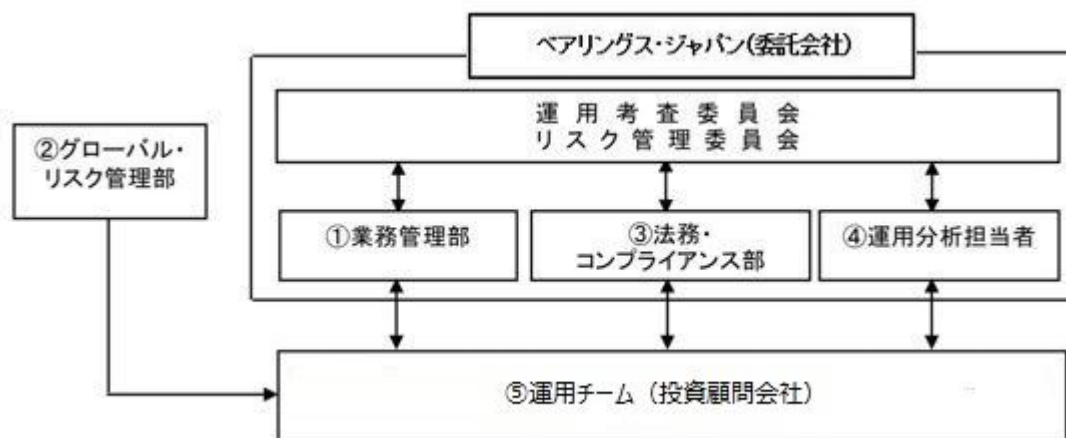 ベアリングス・ジャパン(委託会社)
運用考査委員会
リスク管理委員会
②グローバル・
リスク管理部
①業務管理部
③法務・
コンプライアンス部
④運用分析担当者
⑤運用チーム（投資顧問会社）